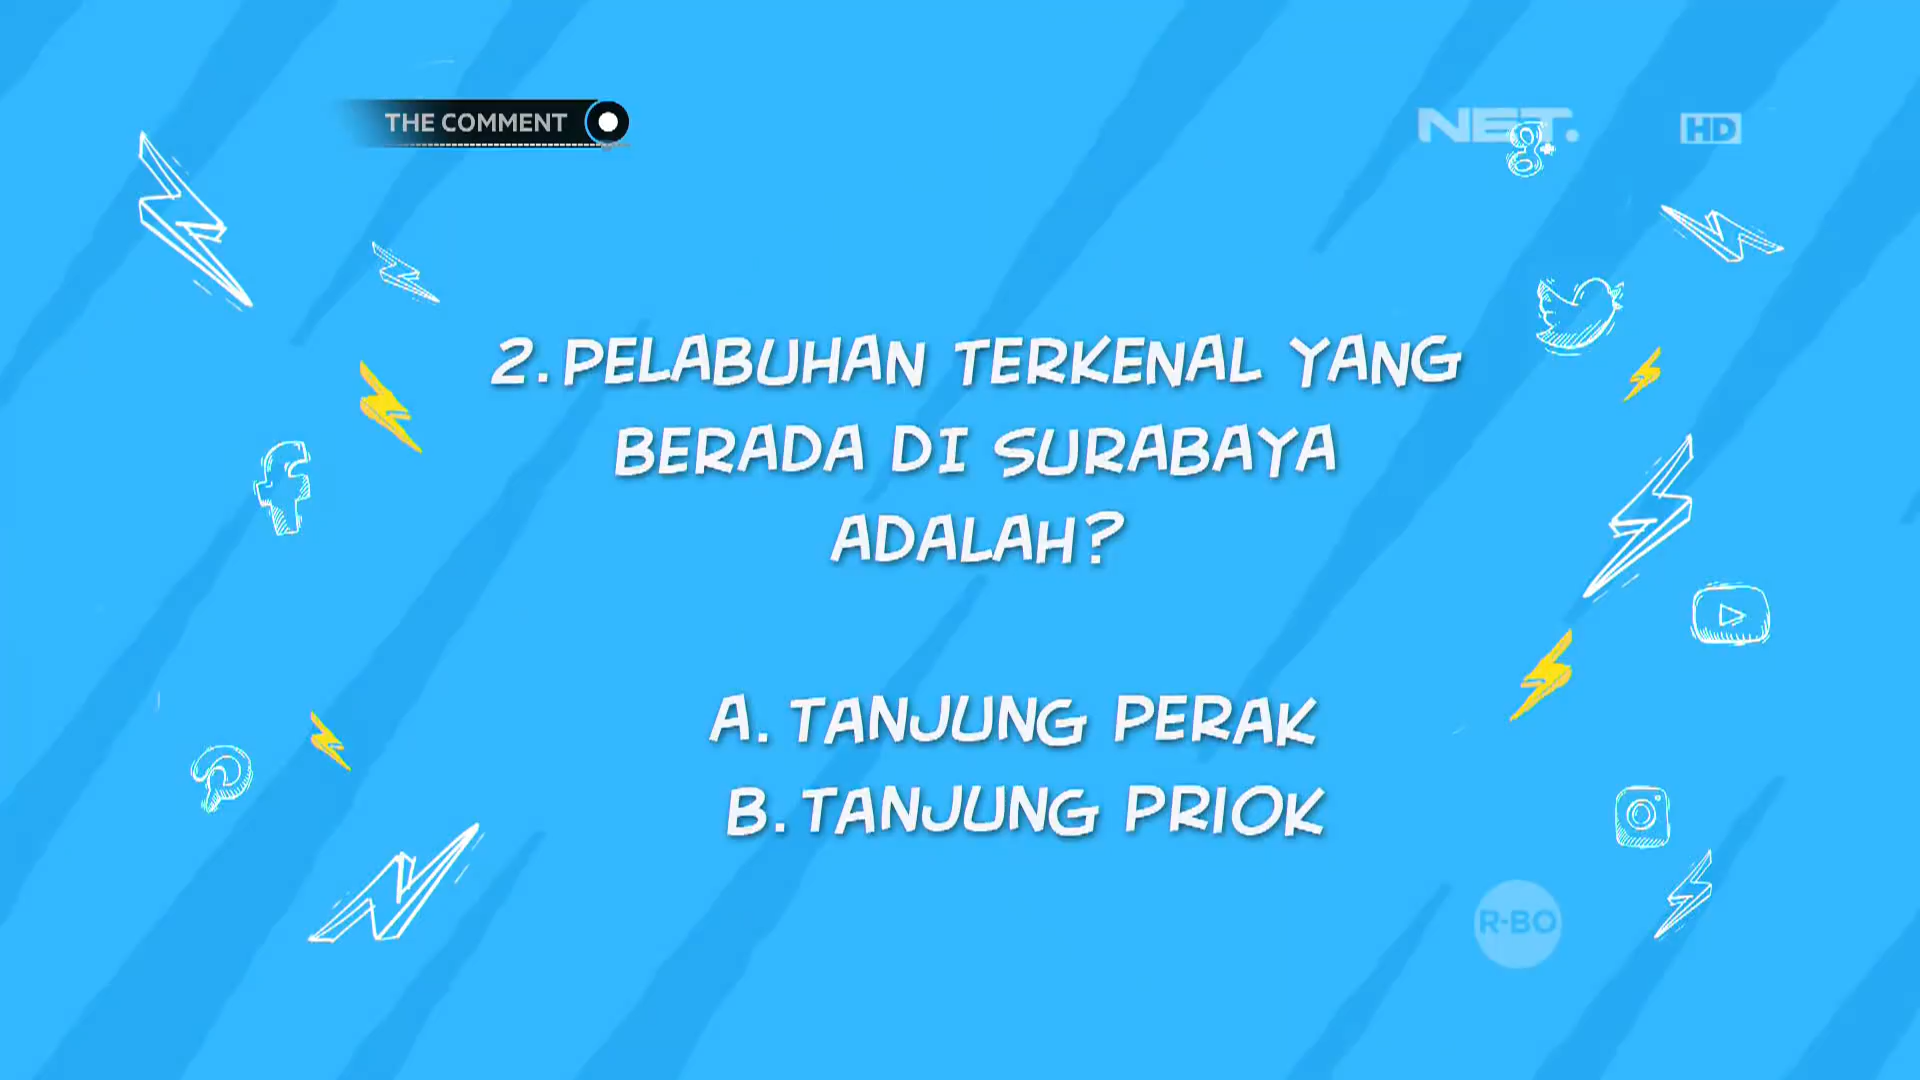 THE COMMENT
NET.
HD
2. PELABUHAN TERKENAL YANG
BERADA DI SURABAYA
ADALAH?
A. TANJUNG PERAK
B. TANJUNG PRIOK
R-BO